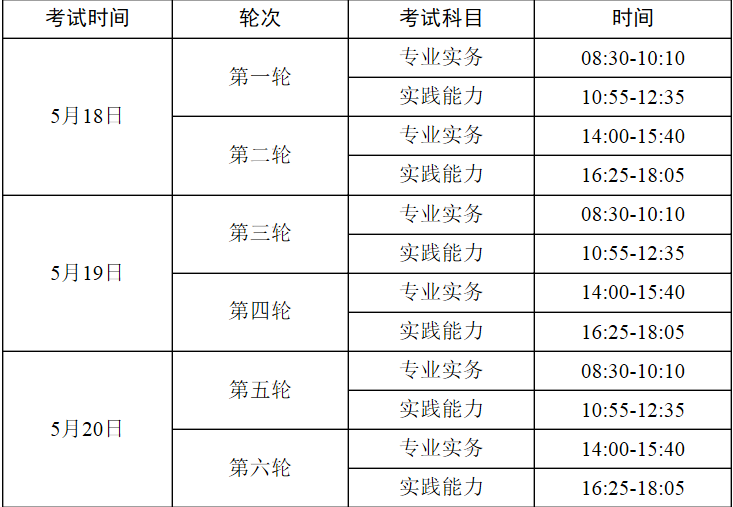 考试时间 轮次 考试科目 时间
5月18日 第一轮 专业实务 08:30-10:10
实践能力 10:55-12:35
第二轮 专业实务 14:00-15:40
实践能力 16:25-18:05
5月19日 第三轮 专业实务 08:30-10:10
实践能力 10:55-12:35
第四轮 专业实务 14:00-15:40
实践能力 16:25-18:05
5月20日 第五轮 专业实务 08:30-10:10
实践能力 10:55-12:35
第六轮 专业实务 14:00-15:40
实践能力 16:25-18:05